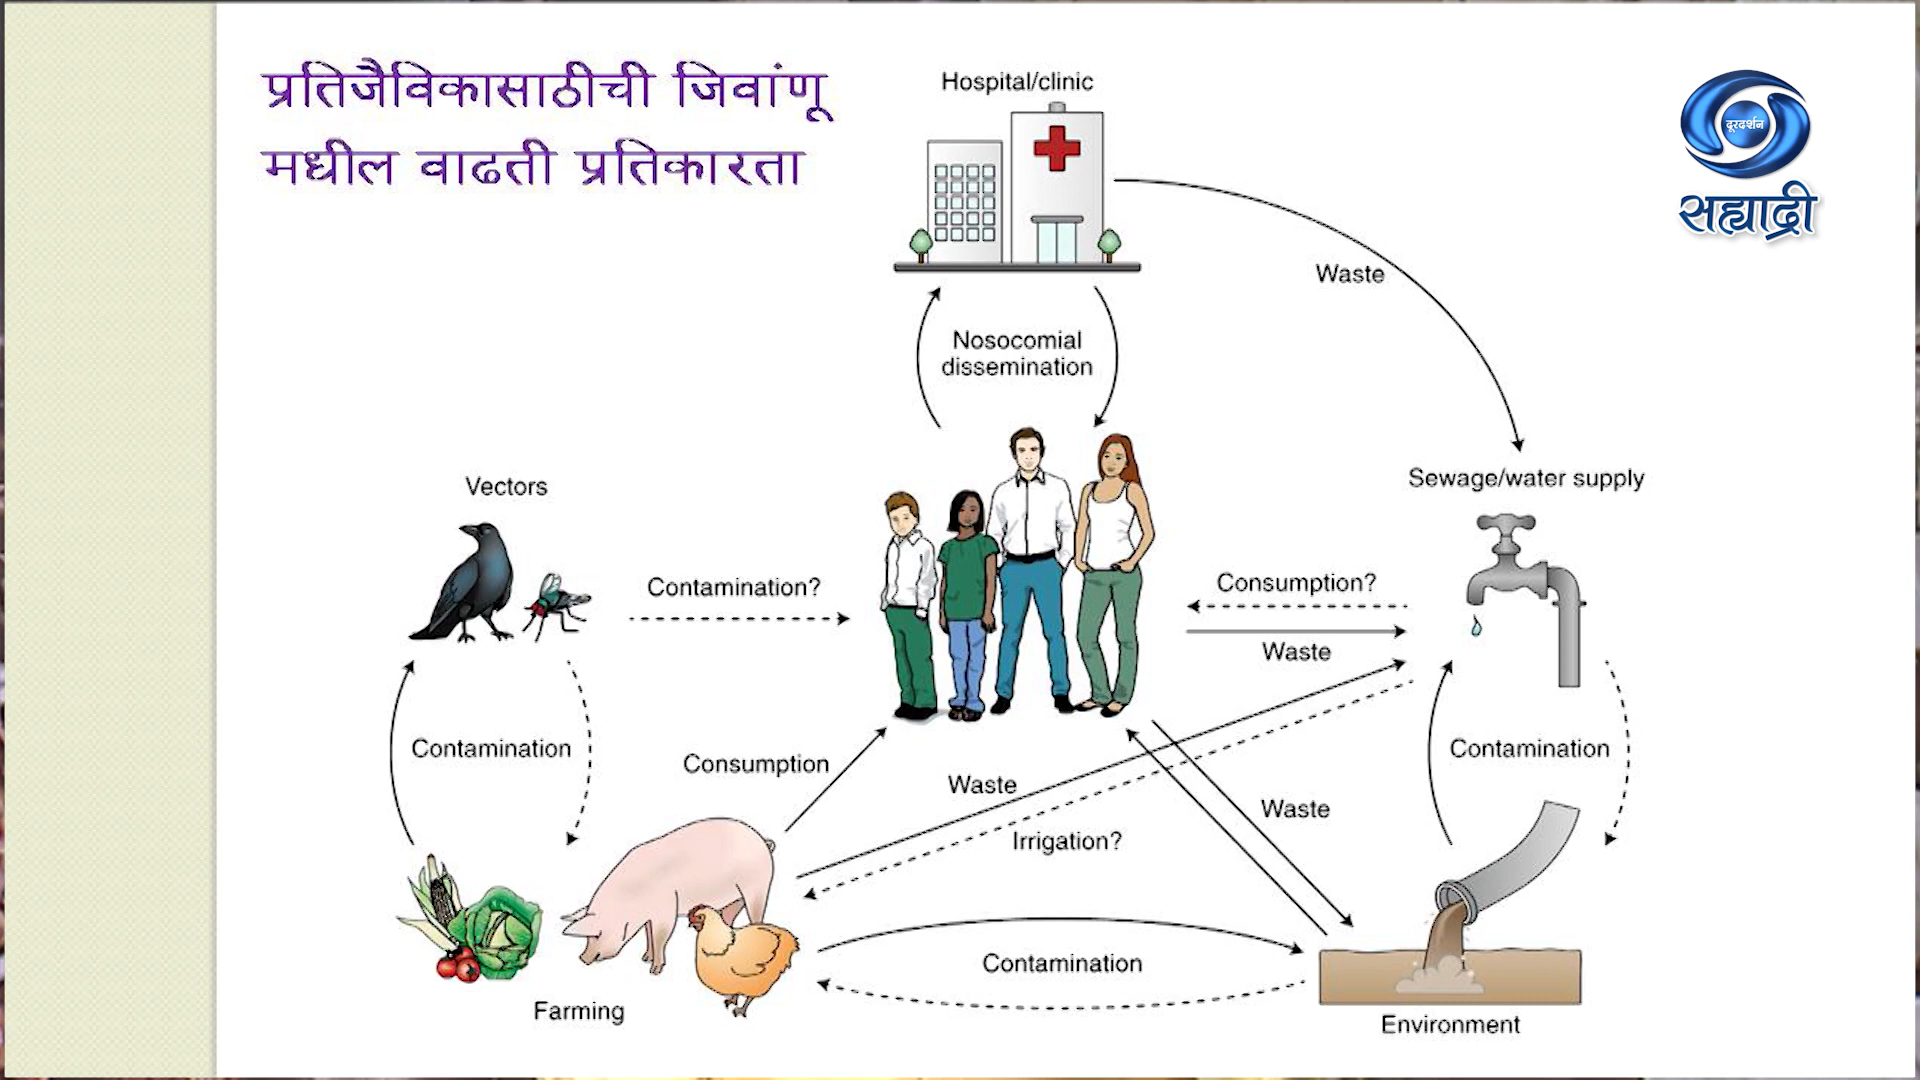 प्रतिजैविकासाठीची जिवांणू
मधील वाढती प्रतिकारता
Hospital/clinic
दूरदर्शन
सह्याद्री
Waste
Nosocomial
dissemination
Vectors
Sewage/water supply
Contamination?
Consumption?
Waste
Contamination
Consumption
Waste
Irrigation?
Waste
Contamination
Contamination
Farming
Environment